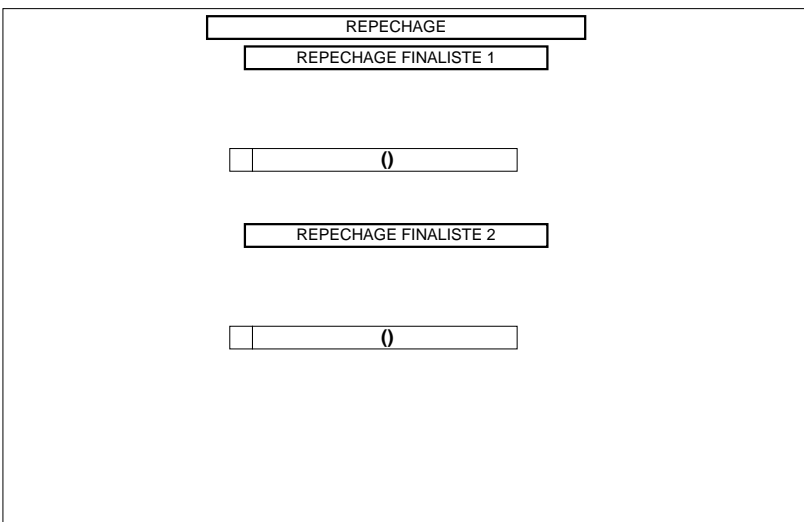 REPECHAGE
REPECHAGE FINALISTE 1
()
REPECHAGE FINALISTE 2
()